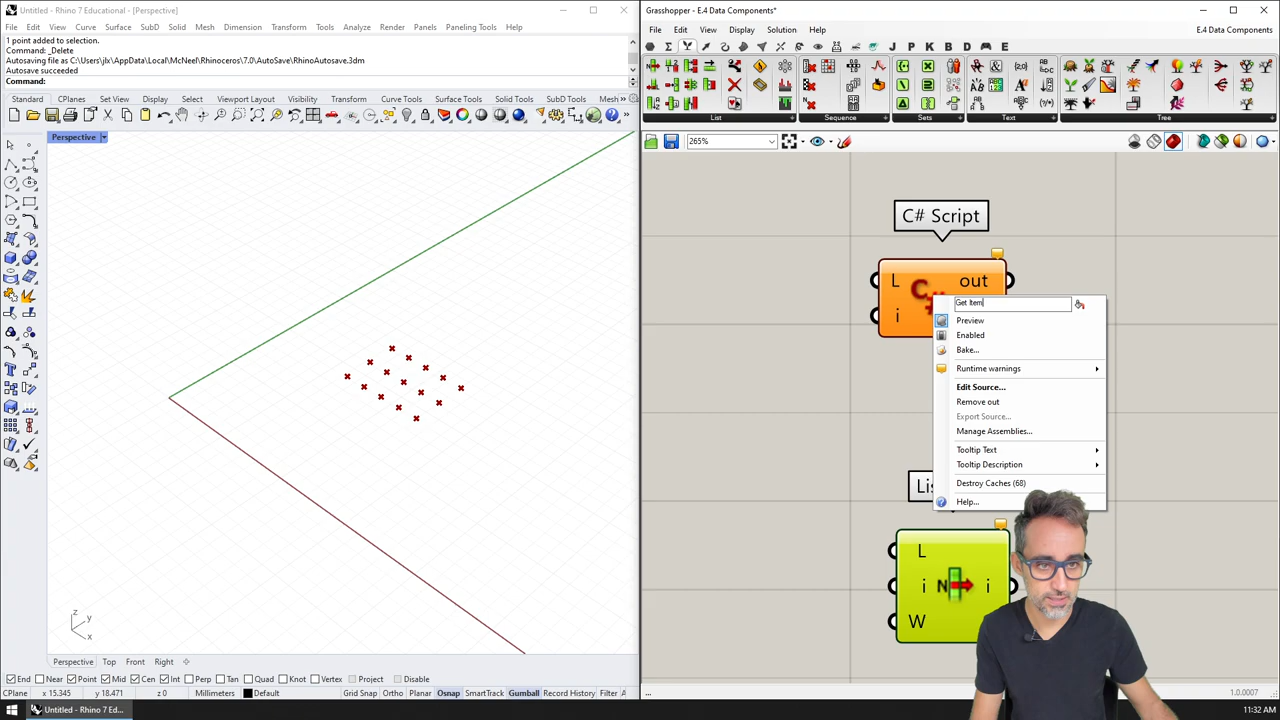 Untitled - Rhino 7 Educational - [Perspective]
File Edit View Curve Surface SubD Solid Mesh Dimension Transform Tools Analyze Render Panels Paneling Tools Help
1 point added to selection.
Command: _Delete
Autosaving file as C:\Users\jlx\AppData\Local\McNeel\Rhinoceros\7.0\AutoSave\RhinoAutosave.3dm
Autosave succeeded
Command:
Standard CPlanes Set View Display Select Viewport Layout Visibility Transform Curve Tools Surface Tools Solid Tools SubD Tools Mesh »
Perspective
z
y
x
Perspective Top Front Right
End Near Point Mid Cen Int Perp Tan Quad Knot Vertex Project Disable
CPlane x 15.345 y 18.471 z 0 Millimeters Default Grid Snap Ortho Planar Osnap SmartTrack Gumball Record History Filter
Untitled - Rhino 7 Ed...
Grasshopper - E.4 Data Components*
File Edit View Display Solution Help
E.4 Data Components
J P K B D E
List Sequence Sets Text Tree
265%
C# Script
L out
i
Get Item
Preview
Enabled
Bake...
Runtime warnings
Edit Source...
Remove out
Export Source...
Manage Assemblies...
Tooltip Text
Tooltip Description
Destroy Caches (68)
Help...
L
i N i
W
...
1.0.0007
11:32 AM